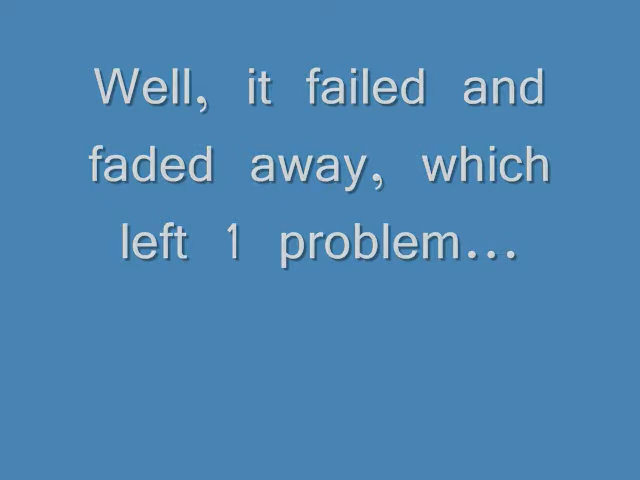 Well, it failed and
faded away, which
left 1 problem...